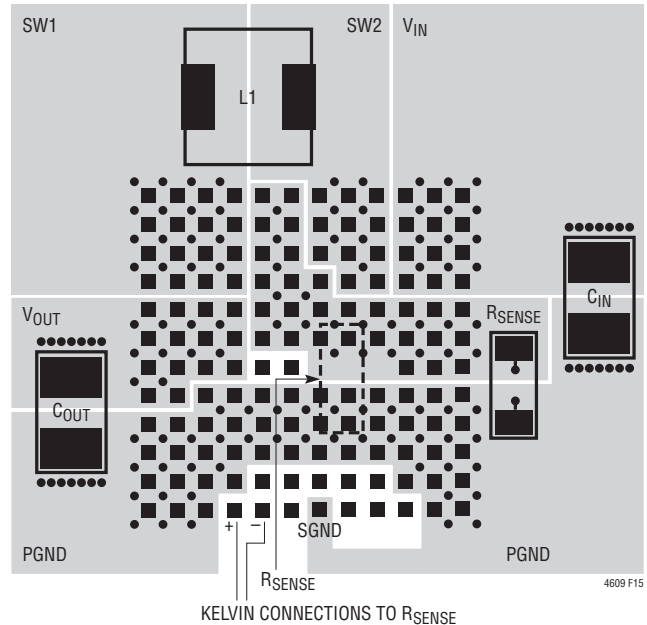 SW1
SW2
VIN
L1
VOUT
RSENSE
CIN
COUT
+ –
SGND
PGND
PGND
RSENSE
4609 F15
KELVIN CONNECTIONS TO RSENSE